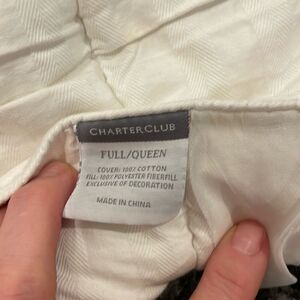 CHARTER CLUB
FULL/QUEEN
COVER: 100% COTTON
FILL: 100% POLYESTER FIBERFILL
EXCLUSIVE OF DECORATION
MADE IN CHINA